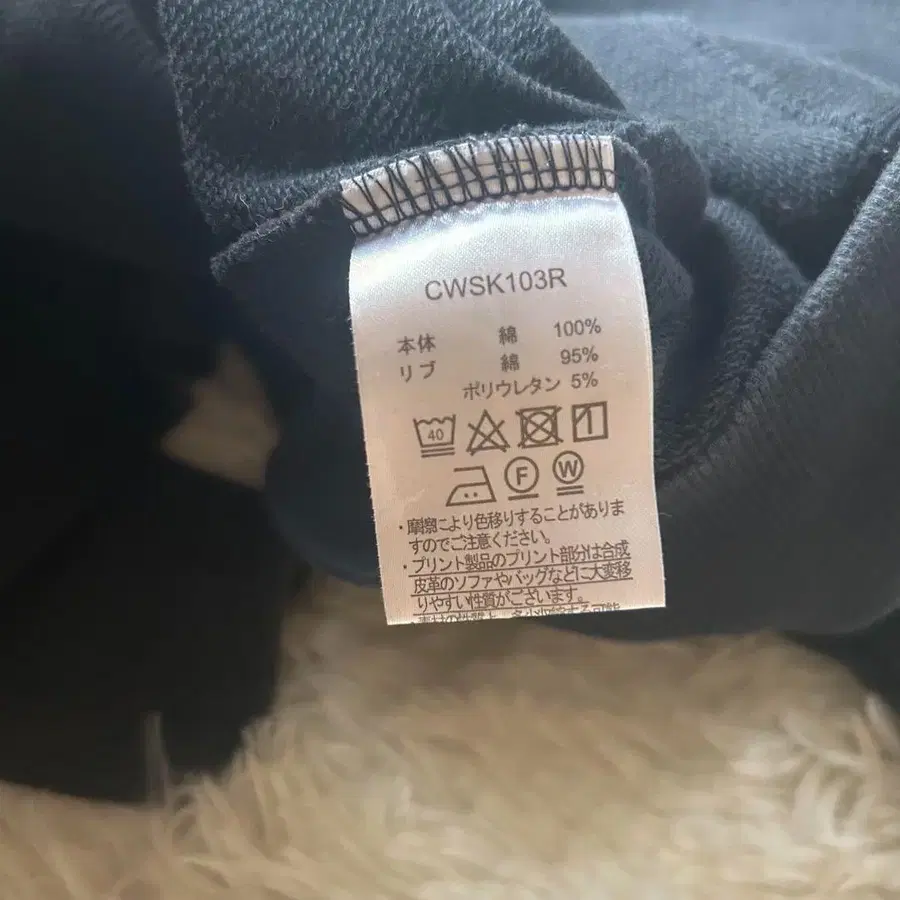 CWSK103R
本体 綿 100%
リブ 綿 95%
ポリウレタン 5%
40
F W
・摩擦により色移りすることがありま
すのでご注意ください。
・プリント製品のプリント部分は合成
皮革のソファやバッグなどに大変移
りやすい性質がございます。